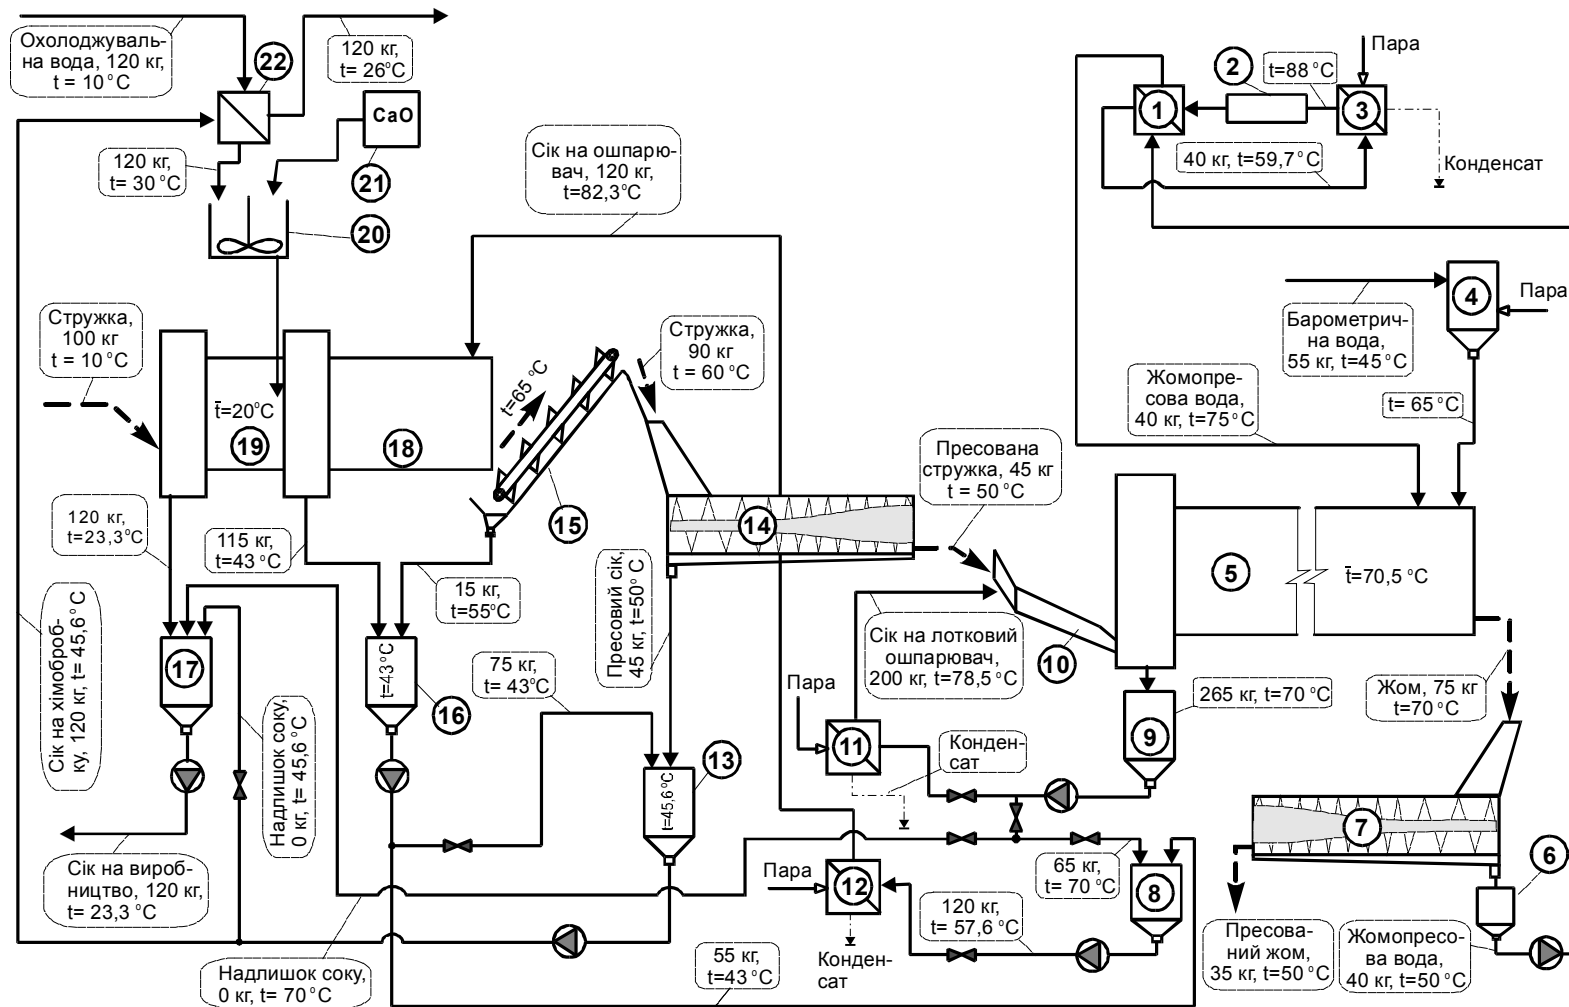 Охолоджуваль-
на вода, 120 кг,
t = 10 °C
22
120 кг,
t= 26°C
CaO
21
120 кг,
t= 30 °C
20
Сік на ошпарю-
вач, 120 кг,
t=82,3°C
Пара
2
t=88 °C
1
3
40 кг, t=59,7°C
Конденсат
4
Пара
Барометрич-
на вода,
55 кг, t=45°C
t= 65°C
Жомопре-
сова вода,
40 кг, t=75°C
Стружка,
100 кг
t = 10°C
t̄=20°C
19
18
t=65 °C
15
Стружка,
90 кг
t = 60 °C
14
Пресована
стружка, 45 кг
t = 50°C
5
t̄=70,5 °C
120 кг,
t=23,3°C
115 кг,
t=43 °C
15 кг,
t=55°C
Пресовий сік,
45 кг, t=50°C
Сік на лотковий
ошпарювач,
200 кг, t=78,5°C
10
Сік на хімоброб-
ку, 120 кг, t= 45,6°C
17
t=43°C
16
75 кг,
t= 43°C
Надлишок соку,
0 кг, t= 45,6°C
13
t=45,6°C
Пара
11
Конден-
сат
9
265 кг, t=70 °C
Жом, 75 кг
t=70°C
7
6
Сік на вироб-
ництво, 120 кг,
t= 23,3 °C
Пара
12
65 кг,
t= 70°C
8
120 кг,
t= 57,6 °C
Конден-
сат
Надлишок соку,
0 кг, t= 70°C
55 кг,
t=43°C
Пресова-
ний жом,
35 кг, t=50°C
Жомопресо-
ва вода,
40 кг, t=50°C